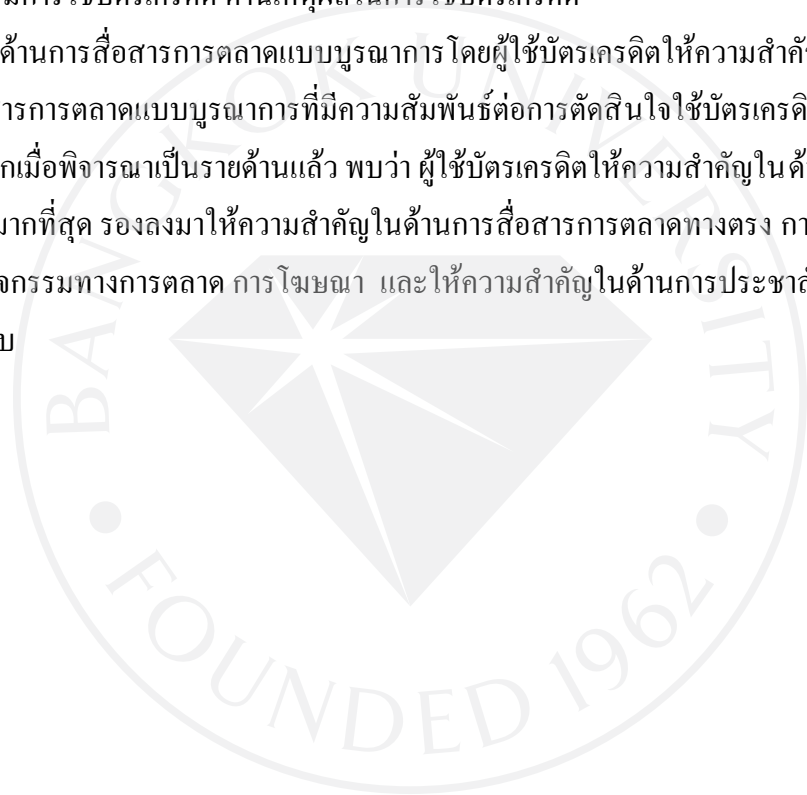 ด้านการสื่อสารการตลาดแบบบูรณาการโดยผู้ใช้บัตรเครดิตให้ความสำคั
ารการตลาดแบบบูรณาการที่มีความสัมพันธ์ต่อการตัดสินใจใช้บัตรเครดิ
กเมื่อพิจารณาเป็นรายด้านแล้ว พบว่า ผู้ใช้บัตรเครดิตให้ความสำคัญใน ด้
มากที่สุด รองลงมาให้ความสำคัญในด้านการสื่อสารการตลาดทางตรง กา
จกรรมทางการตลาด การโฆษณา และให้ความสำคัญในด้านการประชาสั
บ
BANGKOK UNIVERSITY
FOUNDED 1962